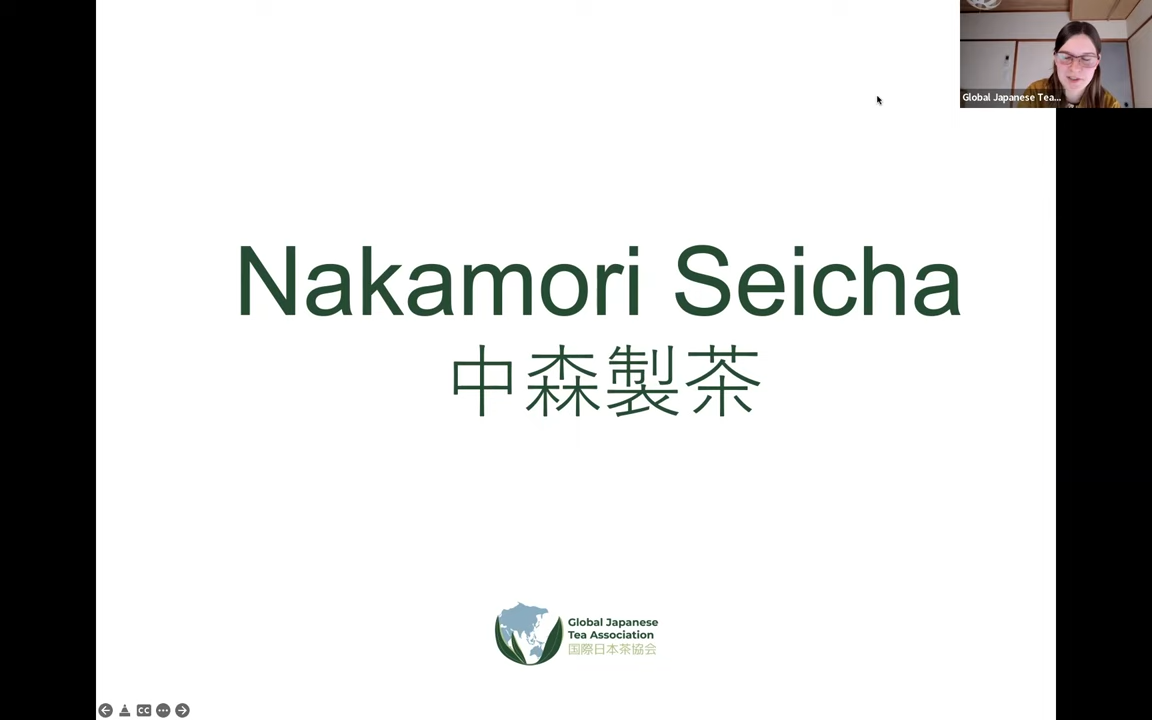 Global Japanese Tea...
Nakamori Seicha
中森製茶
Global Japanese
Tea Association
国際日本茶協会
CC